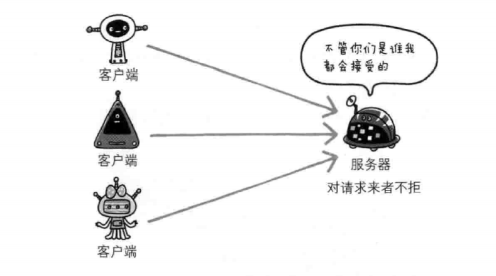 不管你们是谁我
都会接受的
客户端
客户端
服务器
对请求来者不拒
客户端